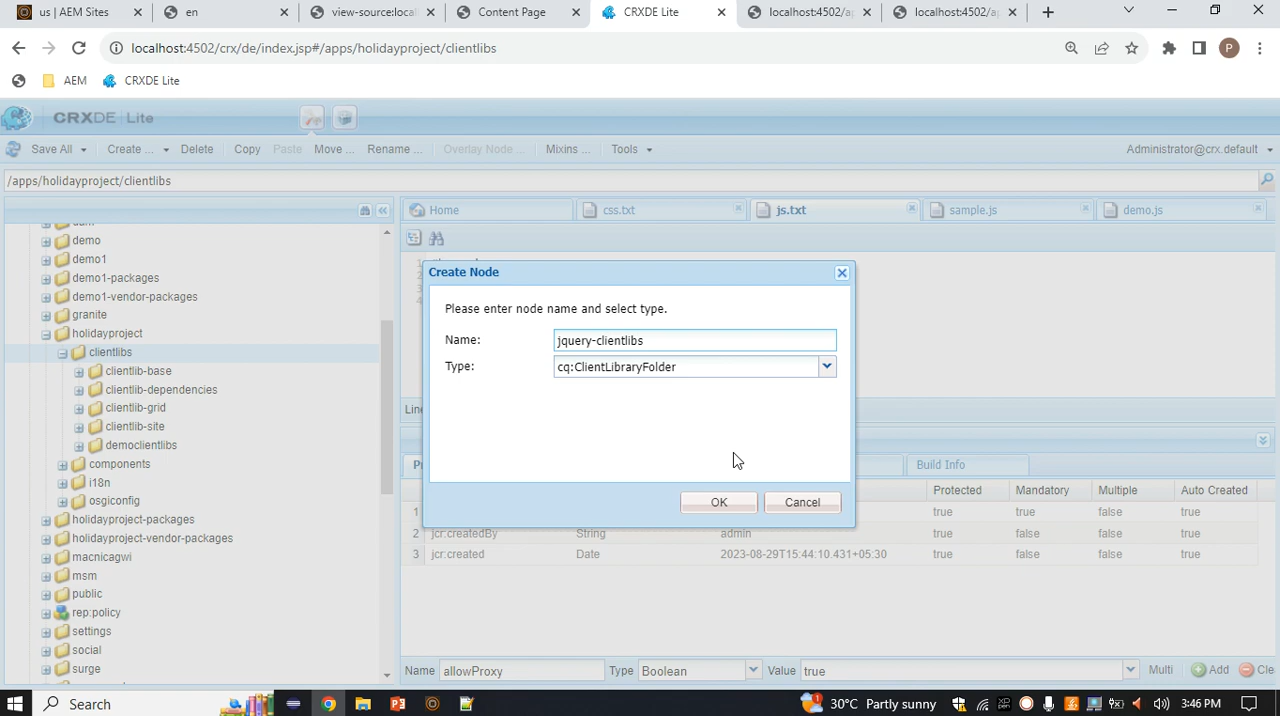 us | AEM Sites
en
view-source:local
Content Page
CRXDE Lite
localhost:4502/ap
localhost:4502/ap
localhost:4502/crx/de/index.jsp#/apps/holidayproject/clientlibs
P
AEM
CRXDE Lite
CRXDE | Lite
Save All
Create ...
Delete
Copy
Paste
Move ...
Rename ...
Overlay Node ...
Mixins ...
Tools
Administrator@crx.default
/apps/holidayproject/clientlibs
Home
css.txt
js.txt
sample.js
demo.js
demo
demo1
demo1-packages
demo1-vendor-packages
granite
holidayproject
clientlibs
clientlib-base
clientlib-dependencies
clientlib-grid
clientlib-site
democlientlibs
components
i18n
osgiconfig
holidayproject-packages
holidayproject-vendor-packages
macnicagwi
msm
public
rep:policy
settings
social
surge
Create Node
Please enter node name and select type.
Name:
jquery-clientlibs
Type:
cq:ClientLibraryFolder
OK
Cancel
Build Info
Protected
Mandatory
Multiple
Auto Created
1
true
true
false
true
2
jcr:createdBy
String
admin
true
false
false
true
3
jcr:created
Date
2023-08-29T15:44:10.431+05:30
true
false
false
true
Name
allowProxy
Type
Boolean
Value
true
Multi
Add
Cle
Search
30°C Partly sunny
3:46 PM